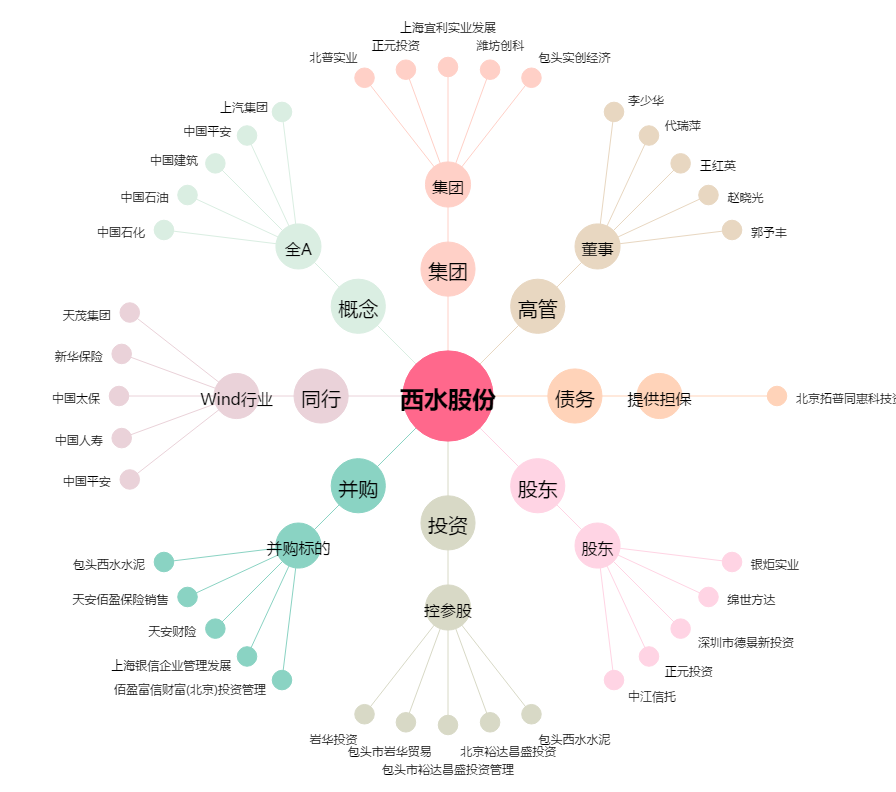 上海宜利实业发展
正元投资
潍坊创科
北普实业
包头实创经济
集团
集团
李少华
代瑞萍
王红英
赵晓光
郭予丰
董事
高管
上汽集团
中国平安
中国建筑
中国石油
中国石化
全A
概念
天茂集团
新华保险
中国太保
中国人寿
中国平安
Wind行业
同行
西水股份
债务
提供担保
北京拓普同惠科技
并购
并购标的
包头西水水泥
天安佰盈保险销售
天安财险
上海银信企业管理发展
佰盈富信财富(北京)投资管理
投资
控参股
岩华投资
包头市岩华贸易
包头市裕达昌盛投资管理
北京裕达昌盛投资
包头西水水泥
股东
股东
银炬实业
绵世方达
深圳市德景新投资
正元投资
中江信托